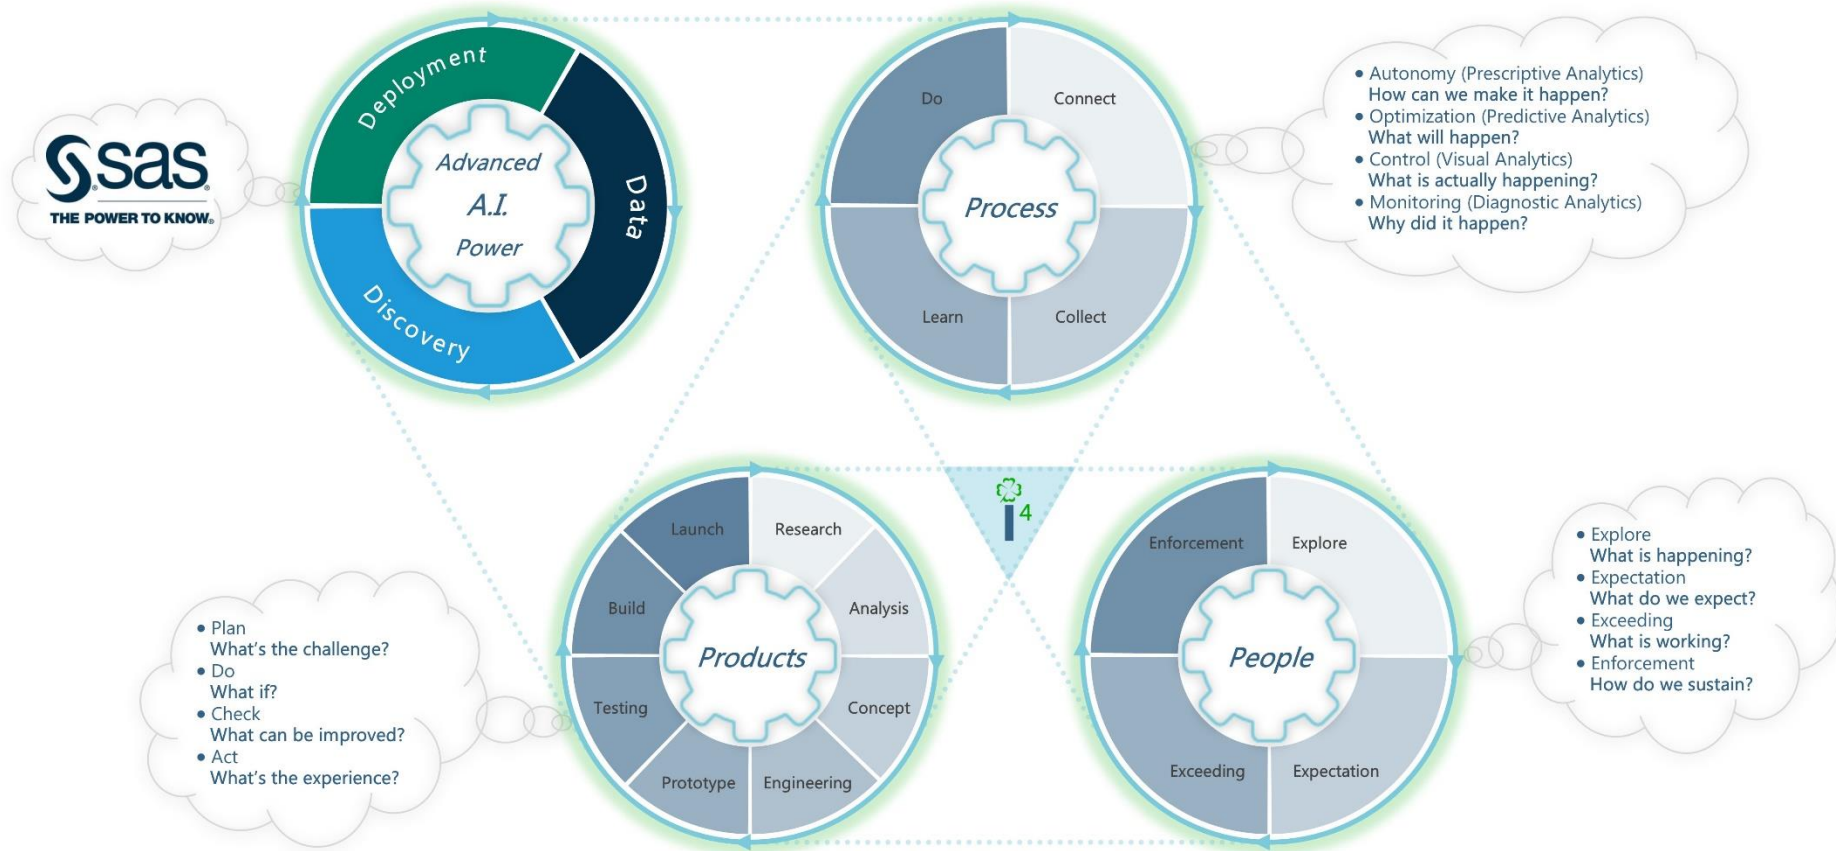 sas
THE POWER TO KNOW®
Deployment
Data
Discovery
Advanced
A.I.
Power
Do
Connect
Learn
Collect
Process
• Autonomy (Prescriptive Analytics)
How can we make it happen?
• Optimization (Predictive Analytics)
What will happen?
• Control (Visual Analytics)
What is actually happening?
• Monitoring (Diagnostic Analytics)
Why did it happen?
• Plan
What's the challenge?
• Do
What if?
• Check
What can be improved?
• Act
What's the experience?
Launch
Research
Build
Analysis
Testing
Concept
Prototype
Engineering
Products
I4
Enforcement
Explore
Exceeding
Expectation
People
• Explore
What is happening?
• Expectation
What do we expect?
• Exceeding
What is working?
• Enforcement
How do we sustain?